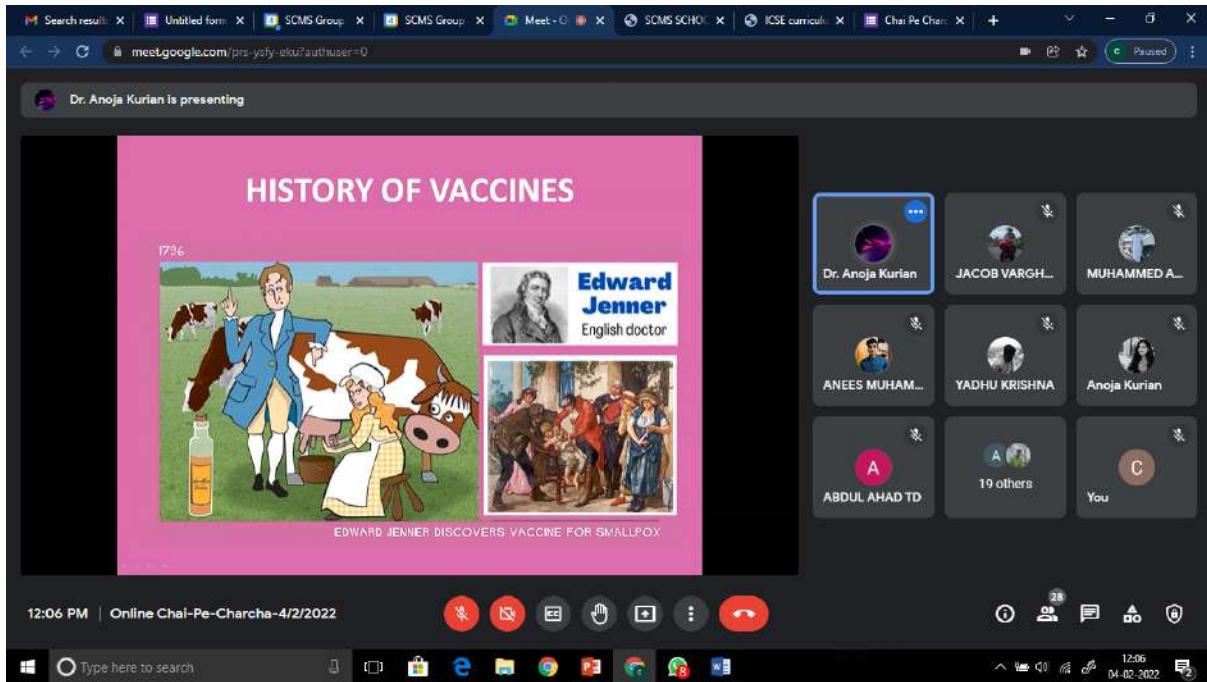 Search result
Untitled form
SCMS Group
SCMS Group
Meet - O
SCMS SCHO
ICSE curricul
Chai Pe Char
meet.google.com/prs-ysfy-eku?authuser=0
c Paused
Dr. Anoja Kurian is presenting
HISTORY OF VACCINES
1796
Edward
Jenner
English doctor
EDWARD JENNER DISCOVERS VACCINE FOR SMALLPOX
Dr. Anoja Kurian
JACOB VARGH...
MUHAMMED A...
ANEES MUHAM...
YADHU KRISHNA
Anoja Kurian
A
ABDUL AHAD TD
A
19 others
C
You
12:06 PM | Online Chai-Pe-Charcha-4/2/2022
CC
28
Type here to search
8
12:06
04-02-2022
2